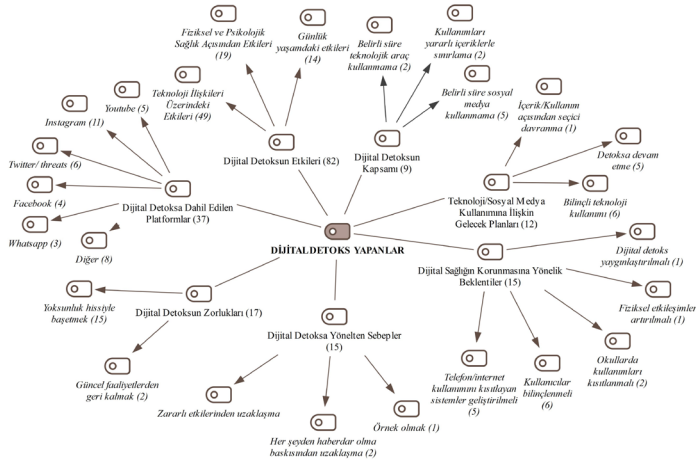 Fiziksel ve Psikolojik
Sağlık Açısından Etkileri
(19)
Günlük
yaşamdaki etkileri
(14)
Belirli süre
teknolojik araç
kullanmama (2)
Kullanımları
yararlı içeriklerle
sınırlama (2)
Teknoloji İlişkileri
Üzerindeki
Etkileri (49)
Belirli süre sosyal
medya
kullanmama (5)
İçerik/Kullanım
açısından seçici
davranma (1)
Youtube (5)
Instagram (11)
Twitter/ threats (6)
Facebook (4)
Whatsapp (3)
Diğer (8)
Dijital Detoksa Dahil Edilen
Platformlar (37)
Dijital Detoksun Etkileri (82)
Dijital Detoksun
Kapsamı (9)
Detoksa devam
etme (5)
Bilinçli teknoloji
kullanımı (6)
Teknoloji/Sosyal Medya
Kullanımına İlişkin
Gelecek Planları (12)
DİJİTAL DETOKS YAPANLAR
Dijital Sağlığın Korunmasına Yönelik
Beklentiler (15)
Dijital detoks
yaygınlaştırılmalı (1)
Fiziksel etkileşimler
artırılmalı (1)
Okullarda
kullanımları
kısıtlanmalı (2)
Kullanıcılar
bilinçlenmeli
(6)
Telefon/internet
kullanımını kısıtlayan
sistemler geliştirilmeli
(5)
Yoksunluk hissiyle
başetmek (15)
Dijital Detoksun Zorlukları (17)
Güncel faaliyetlerden
geri kalmak (2)
Dijital Detoksa Yönelten Sebepler
(15)
Zararlı etkilerinden uzaklaşma
Her şeyden haberdar olma
baskısından uzaklaşma (2)
Örnek olmak (1)